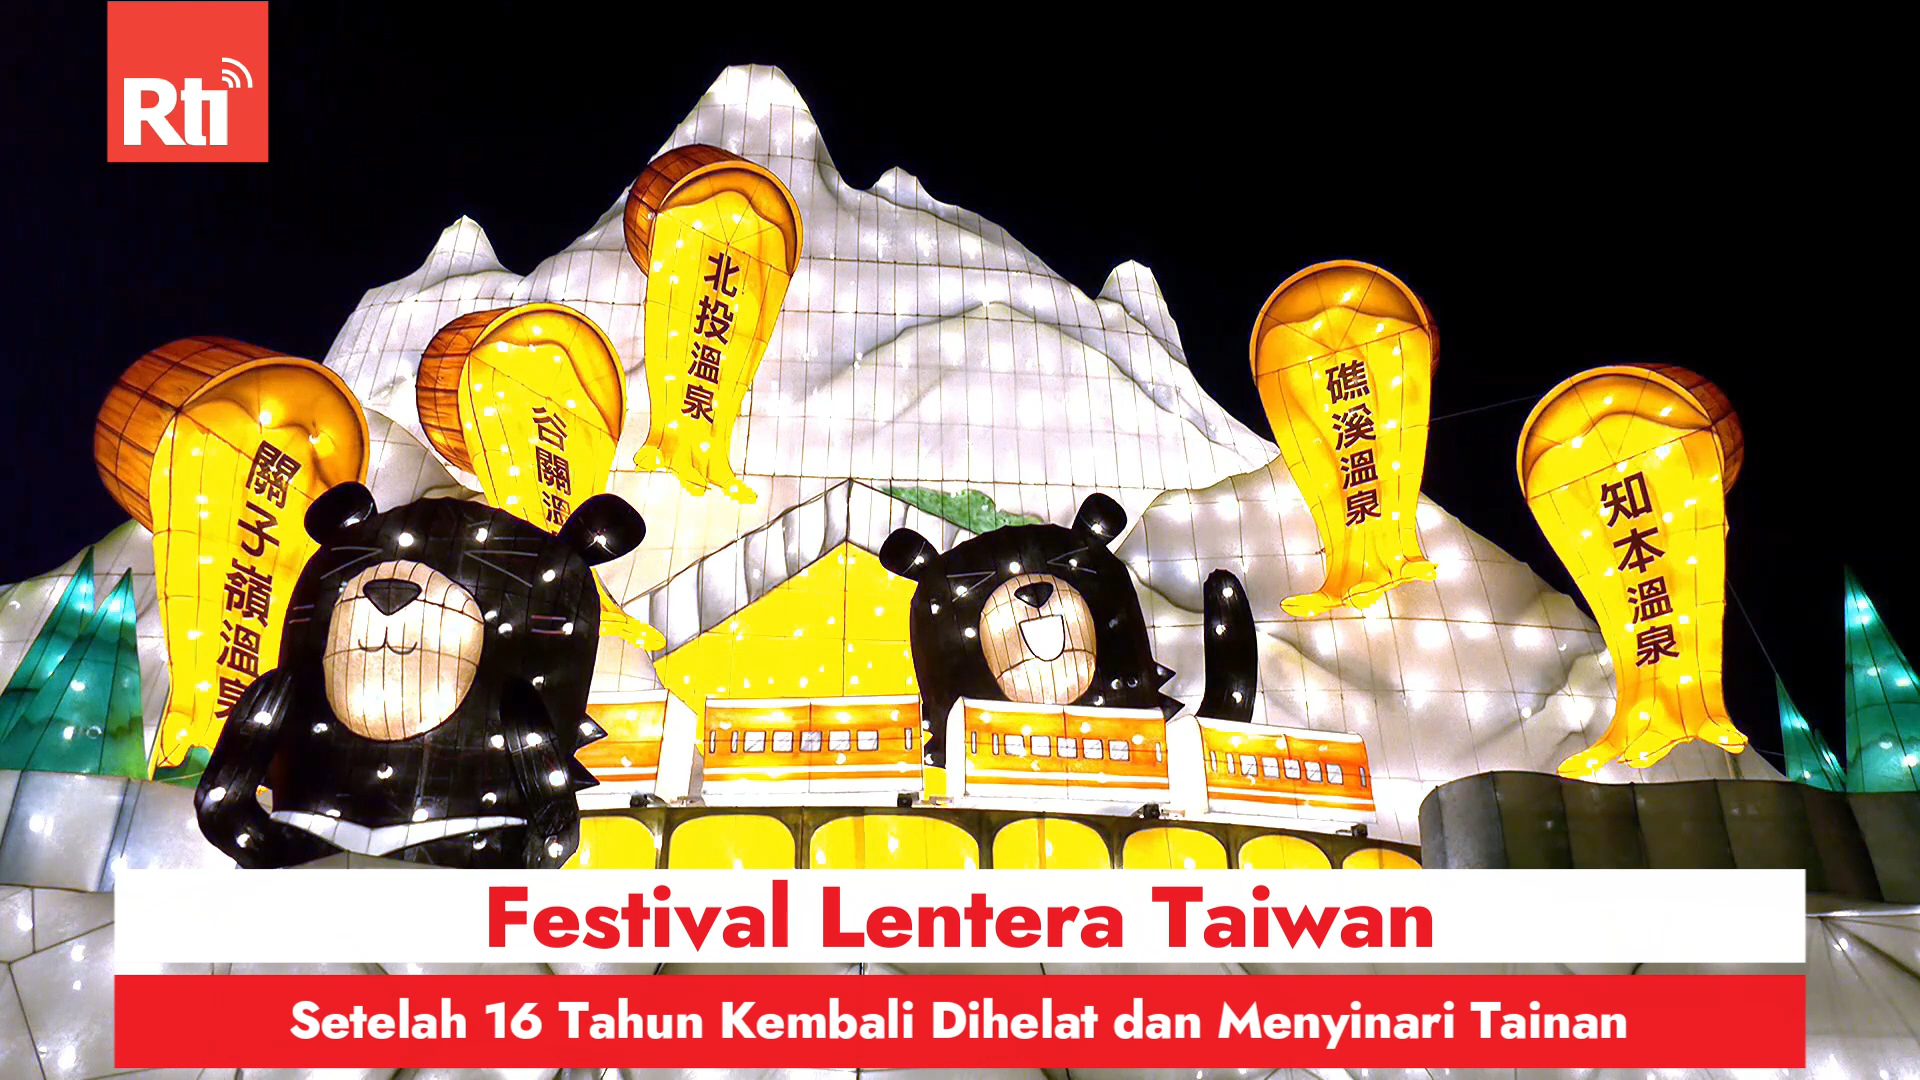 Rti
北投溫泉
礁溪溫泉
谷關溫
知本溫泉
關子嶺溫泉
Festival Lentera Taiwan
Setelah 16 Tahun Kembali Dihelat dan Menyinari Tainan